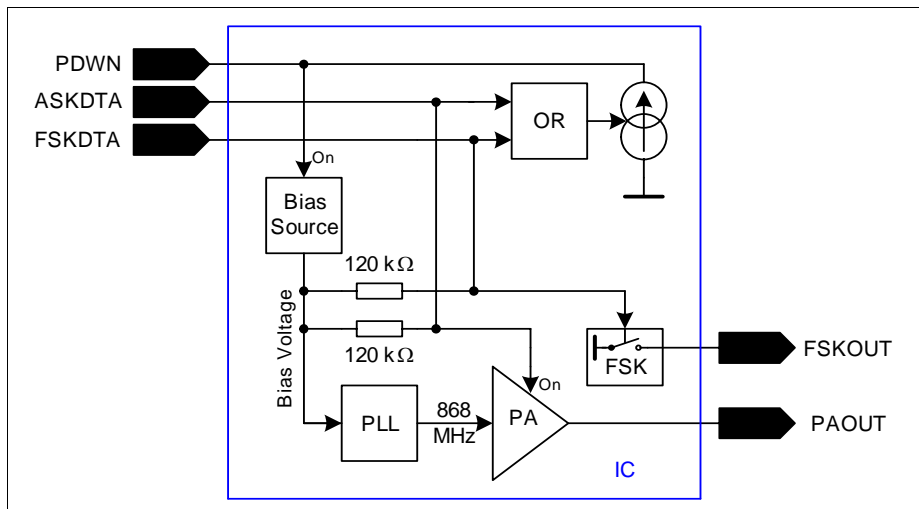 PDWN
ASKDTA
FSKDTA
On
OR
Bias
Source
120 kΩ
120 kΩ
Bias Voltage
FSK
FSKOUT
On
PLL
868
MHz
PA
PAOUT
IC